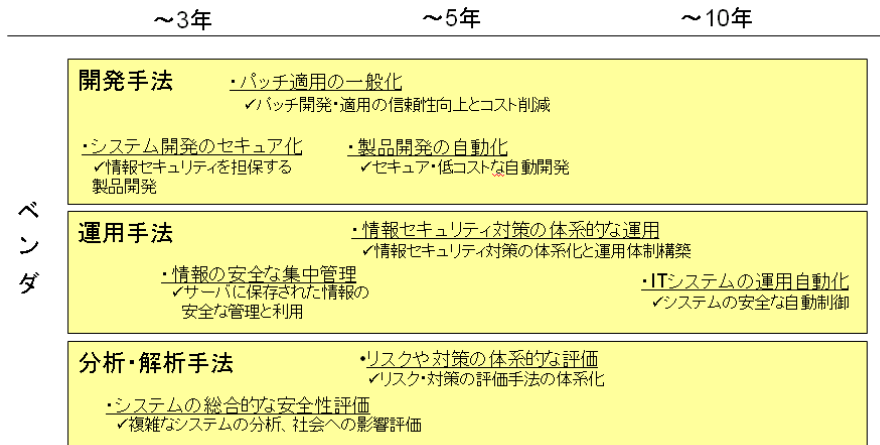 ～3年 ～5年 ～10年
ベンダ
開発手法
・パッチ適用の一般化
✓パッチ開発・適用の信頼性向上とコスト削減
・システム開発のセキュア化
✓情報セキュリティを担保する
製品開発
・製品開発の自動化
✓セキュア・低コストな自動開発
運用手法
・情報セキュリティ対策の体系的な運用
✓情報セキュリティ対策の体系化と運用体制構築
・情報の安全な集中管理
✓サーバに保存された情報の
安全な管理と利用
・ITシステムの運用自動化
✓システムの安全な自動制御
分析・解析手法
•リスクや対策の体系的な評価
✓リスク・対策の評価手法の体系化
・システムの総合的な安全性評価
✓複雑なシステムの分析、社会への影響評価